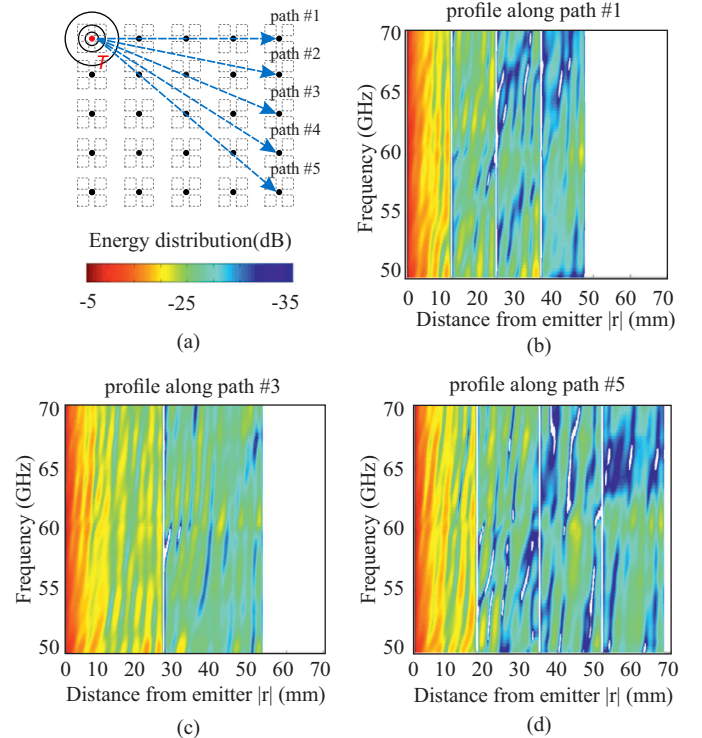 path #1
path #2
path #3
path #4
path #5
T
Energy distribution(dB)
-5
-25
-35
(a)
profile along path #1
70
65
60
55
50
Frequency (GHz)
0 10 20 30 40 50 60 70
Distance from emitter |r| (mm)
(b)
profile along path #3
70
65
60
55
50
Frequency (GHz)
0 10 20 30 40 50 60 70
Distance from emitter |r| (mm)
(c)
profile along path #5
70
65
60
55
50
Frequency (GHz)
0 10 20 30 40 50 60 70
Distance from emitter |r| (mm)
(d)